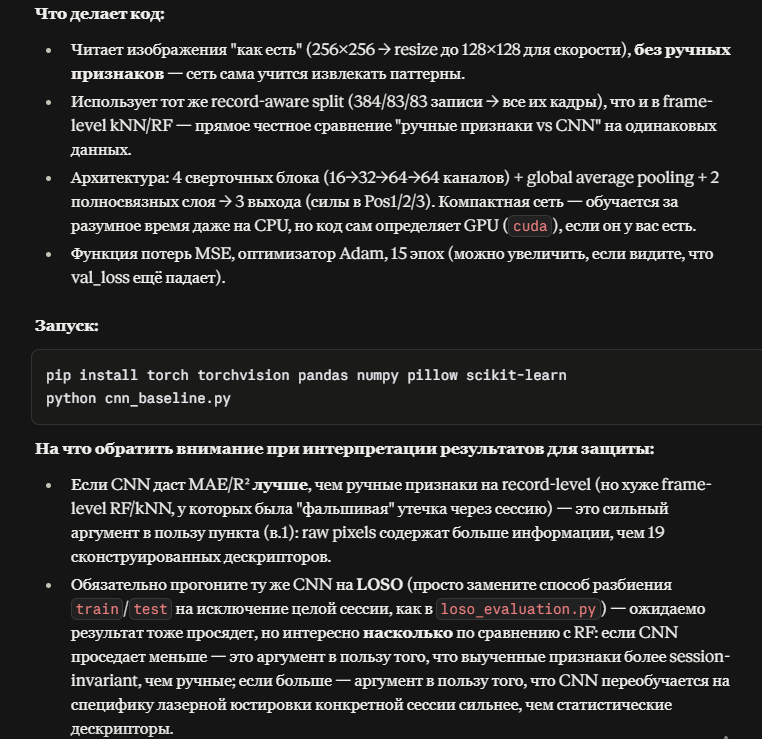 Что делает код:
Читает изображения "как есть" (256×256 → resize до 128×128 для скорости), без ручных
признаков — сеть сама учится извлекать паттерны.
Использует тот же record-aware split (384/83/83 записи → все их кадры), что и в frame-
level kNN/RF — прямое честное сравнение "ручные признаки vs CNN" на одинаковых
данных.
Архитектура: 4 сверточных блока (16→32→64→64 каналов) + global average pooling + 2
полносвязных слоя → 3 выхода (силы в Pos1/2/3). Компактная сеть — обучается за
разумное время даже на CPU, но код сам определяет GPU (cuda), если он у вас есть.
Функция потерь MSE, оптимизатор Adam, 15 эпох (можно увеличить, если видите, что
val_loss ещё падает).
Запуск:
pip install torch torchvision pandas numpy pillow scikit-learn
python cnn_baseline.py
На что обратить внимание при интерпретации результатов для защиты:
Если CNN даст MAE/R² лучше, чем ручные признаки на record-level (но хуже frame-
level RF/kNN, у которых была "фальшивая" утечка через сессию) — это сильный
аргумент в пользу пункта (в.1): raw pixels содержат больше информации, чем 19
сконструированных дескрипторов.
Обязательно прогоните ту же CNN на LOSO (просто замените способ разбиения
train/test на исключение целой сессии, как в loso_evaluation.py) — ожидаемо
результат тоже просядет, но интересно насколько по сравнению с RF: если CNN
проседает меньше — это аргумент в пользу того, что выученные признаки более session-
invariant, чем ручные; если больше — аргумент в пользу того, что CNN переобучается на
специфику лазерной юстировки конкретной сессии сильнее, чем статистические
дескрипторы.